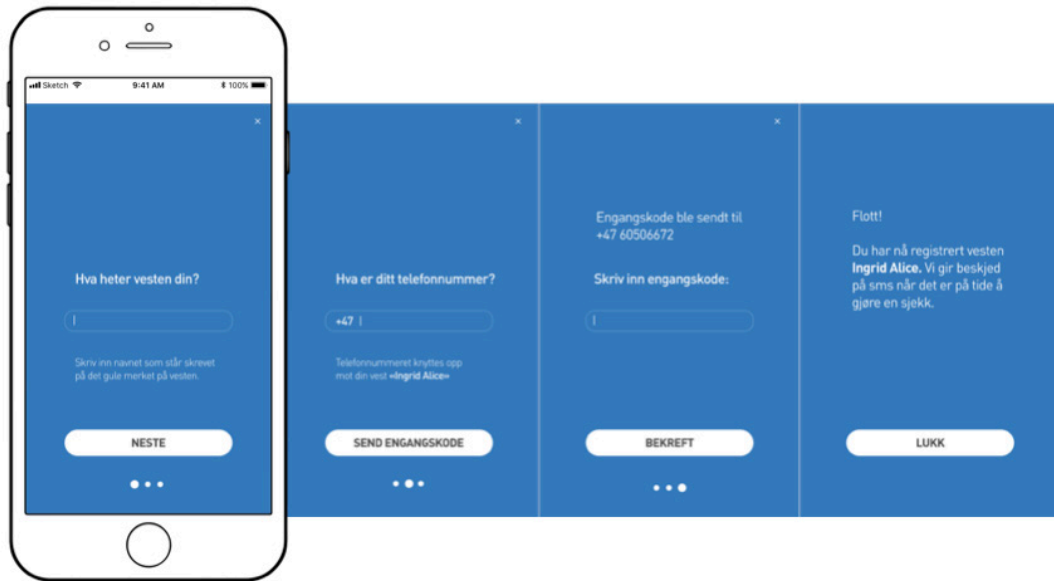 Sketch
9:41 AM
100%
×
Hva heter vesten din?
Skriv inn navnet som står skrevet
på det gule merket på vesten.
NESTE
×
Hva er ditt telefonnummer?
+47
Telefonnummeret knyttes opp
mot din vest «Ingrid Alice»
SEND ENGANGSKODE
×
Engangskode ble sendt til
+47 60506672
Skriv inn engangskode:
BEKREFT
Flott!
Du har nå registrert vesten
Ingrid Alice. Vi gir beskjed
på sms når det er på tide å
gjøre en sjekk.
LUKK